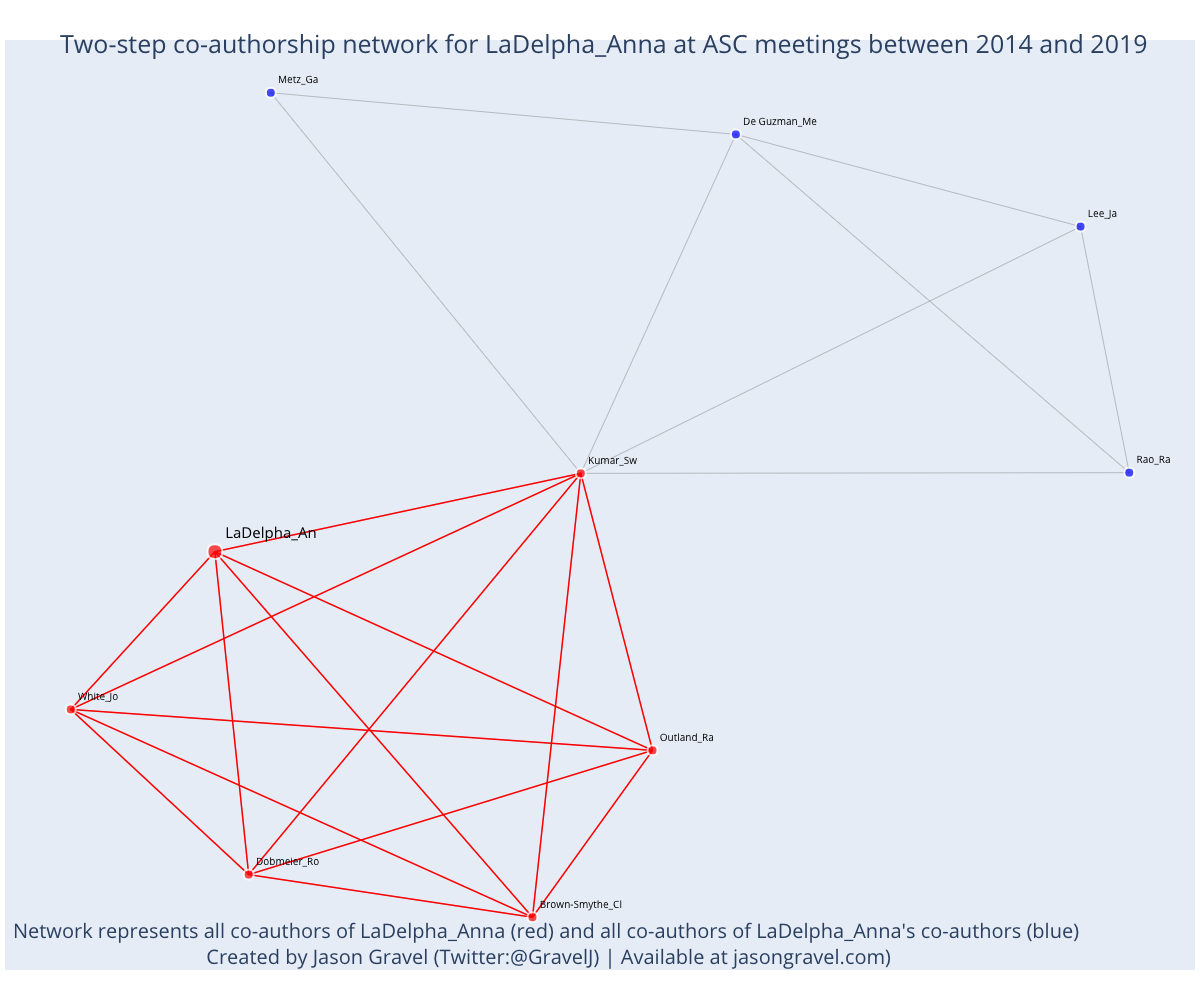 Two-step co-authorship network for LaDelpha_Anna at ASC meetings between 2014 and 2019
Metz_Ga
De Guzman_Me
Lee_Ja
Kumar_Sw
Rao_Ra
LaDelpha_An
White_Jo
Outland_Ra
Dobmeier_Ro
Brown-Smythe_Cl
Network represents all co-authors of LaDelpha_Anna (red) and all co-authors of LaDelpha_Anna's co-authors (blue)
Created by Jason Gravel (Twitter:@GravelJ) | Available at jasongravel.com)